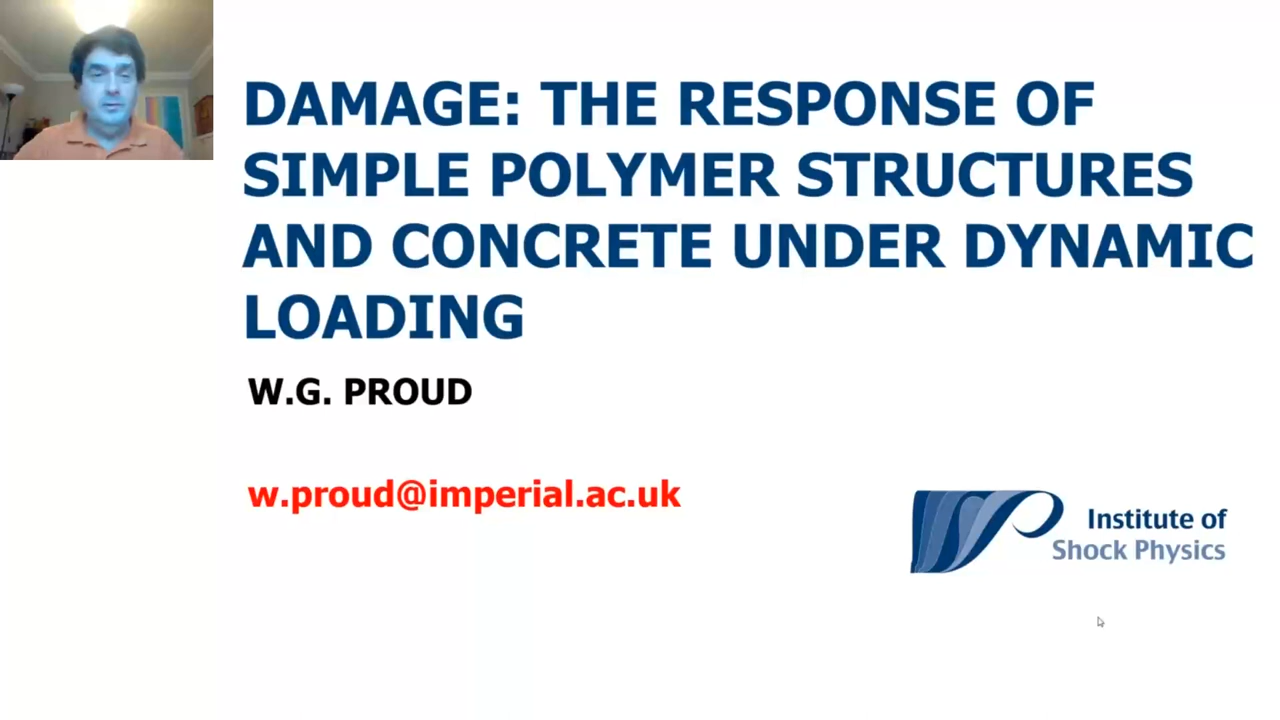 DAMAGE: THE RESPONSE OF
SIMPLE POLYMER STRUCTURES
AND CONCRETE UNDER DYNAMIC
LOADING
W.G. PROUD
w.proud@imperial.ac.uk
Institute of
Shock Physics